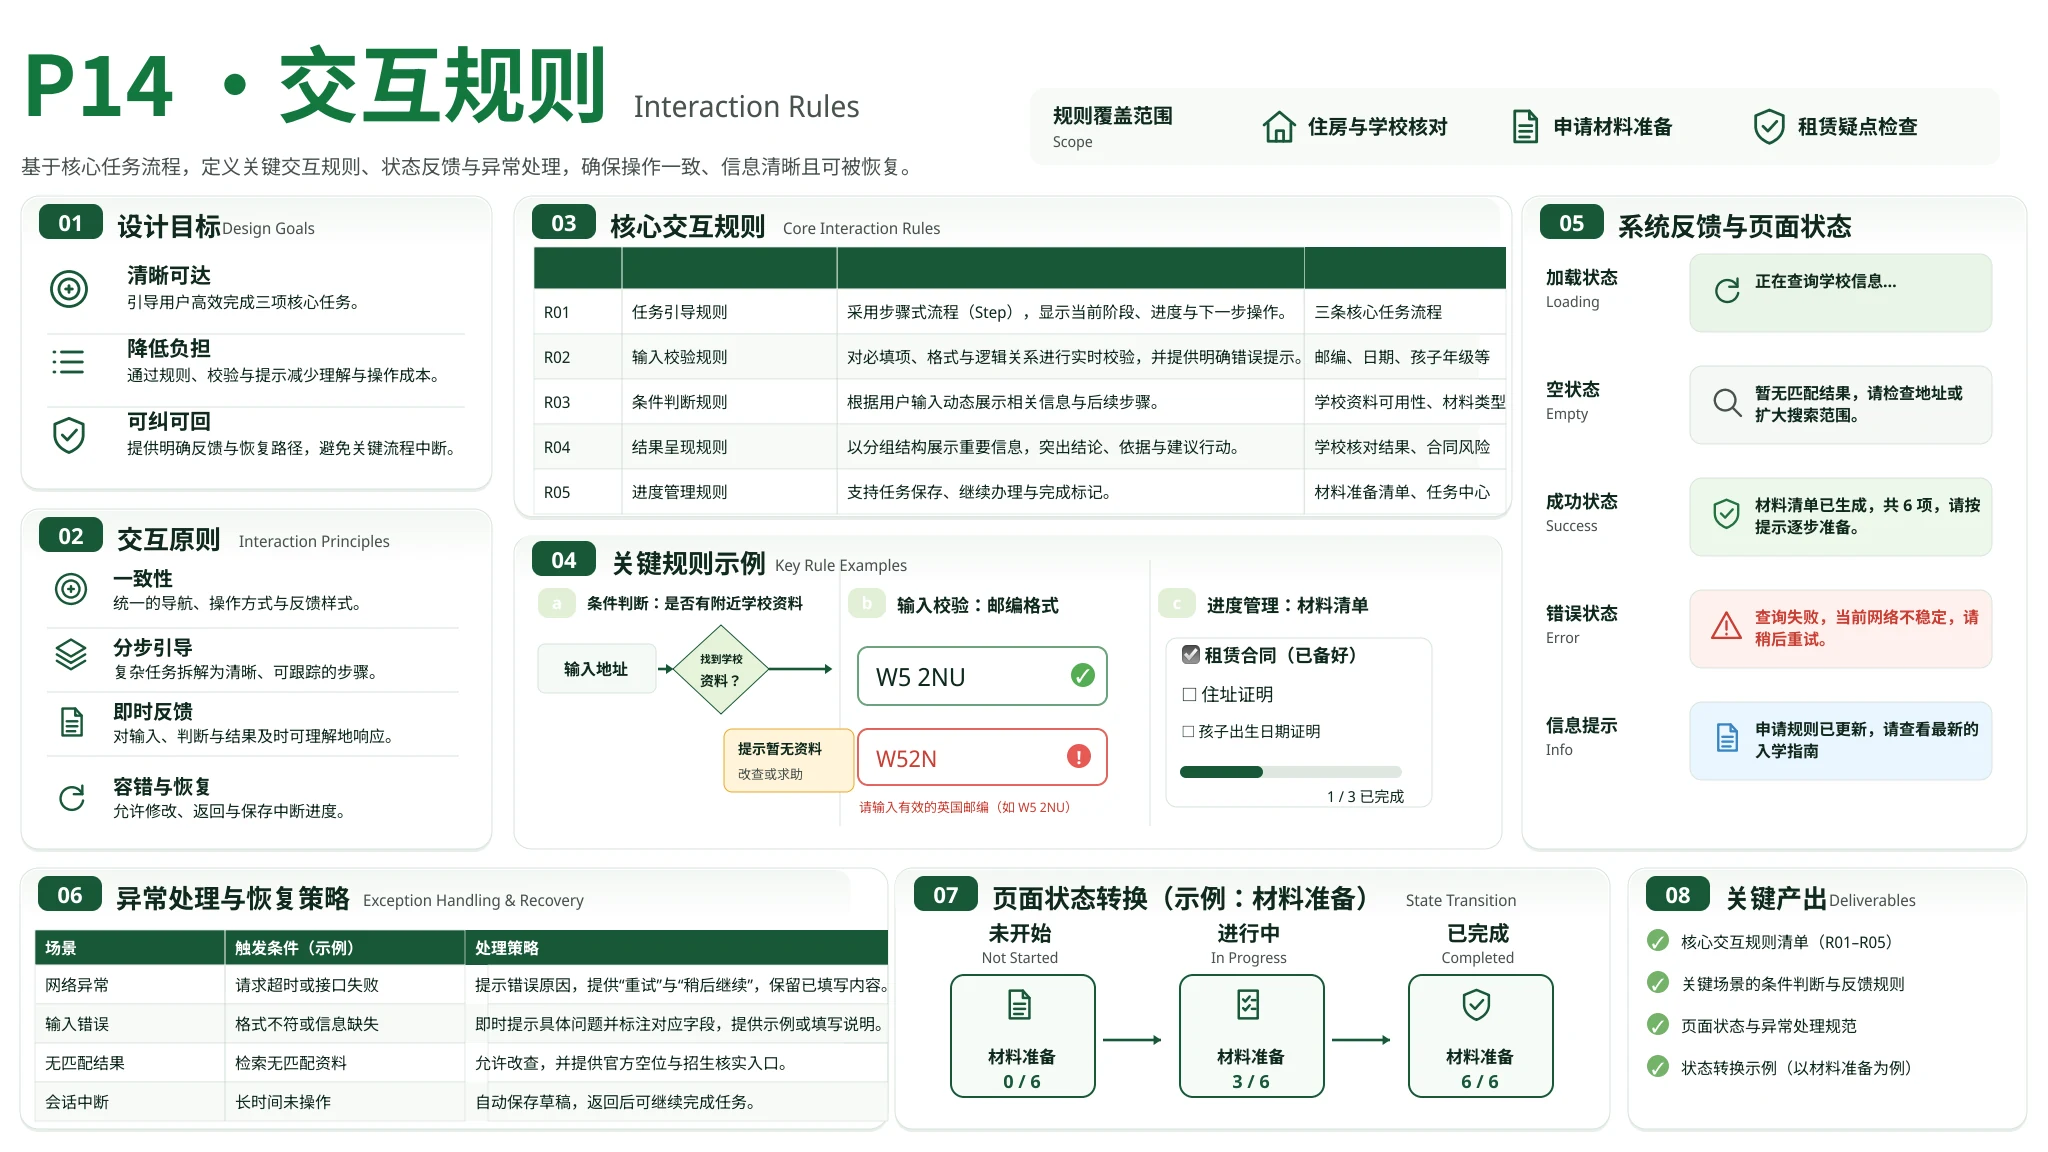 P14 · 交互规则 Interaction Rules
基于核心任务流程，定义关键交互规则、状态反馈与异常处理，确保操作一致、信息清晰且可被恢复。
规则覆盖范围
Scope
住房与学校核对
申请材料准备
租赁疑点检查
01 设计目标 Design Goals
清晰可达
引导用户高效完成三项核心任务。
降低负担
通过规则、校验与提示减少理解与操作成本。
可纠可回
提供明确反馈与恢复路径，避免关键流程中断。
02 交互原则 Interaction Principles
一致性
统一的导航、操作方式与反馈样式。
分步引导
复杂任务拆解为清晰、可跟踪的步骤。
即时反馈
对输入、判断与结果及时可理解地响应。
容错与恢复
允许修改、返回与保存中断进度。
03 核心交互规则 Core Interaction Rules
R01 任务引导规则 采用步骤式流程（Step），显示当前阶段、进度与下一步操作。 三条核心任务流程
R02 输入校验规则 对必填项、格式与逻辑关系进行实时校验，并提供明确错误提示。 邮编、日期、孩子年级等
R03 条件判断规则 根据用户输入动态展示相关信息与后续步骤。 学校资料可用性、材料类型
R04 结果呈现规则 以分组结构展示重要信息，突出结论、依据与建议行动。 学校核对结果、合同风险
R05 进度管理规则 支持任务保存、继续办理与完成标记。 材料准备清单、任务中心
04 关键规则示例 Key Rule Examples
a 条件判断：是否有附近学校资料
输入地址
找到学校
资料？
提示暂无资料
改查或求助
b 输入校验：邮编格式
W5 2NU ✓
W52N !
请输入有效的英国邮编（如 W5 2NU）
c 进度管理：材料清单
☑ 租赁合同（已备好）
☐ 住址证明
☐ 孩子出生日期证明
1 / 3 已完成
05 系统反馈与页面状态
加载状态
Loading
正在查询学校信息...
空状态
Empty
暂无匹配结果，请检查地址或
扩大搜索范围。
成功状态
Success
材料清单已生成，共 6 项，请按
提示逐步准备。
错误状态
Error
查询失败，当前网络不稳定，请
稍后重试。
信息提示
Info
申请规则已更新，请查看最新的
入学指南
06 异常处理与恢复策略 Exception Handling & Recovery
场景 触发条件（示例） 处理策略
网络异常 请求超时或接口失败 提示错误原因，提供“重试”与“稍后继续”，保留已填写内容。
输入错误 格式不符或信息缺失 即时提示具体问题并标注对应字段，提供示例或填写说明。
无匹配结果 检索无匹配资料 允许改查，并提供官方空位与招生核实入口。
会话中断 长时间未操作 自动保存草稿，返回后可继续完成任务。
07 页面状态转换（示例：材料准备） State Transition
未开始
Not Started
材料准备
0 / 6
进行中
In Progress
材料准备
3 / 6
已完成
Completed
材料准备
6 / 6
08 关键产出 Deliverables
✓ 核心交互规则清单（R01–R05）
✓ 关键场景的条件判断与反馈规则
✓ 页面状态与异常处理规范
✓ 状态转换示例（以材料准备为例）